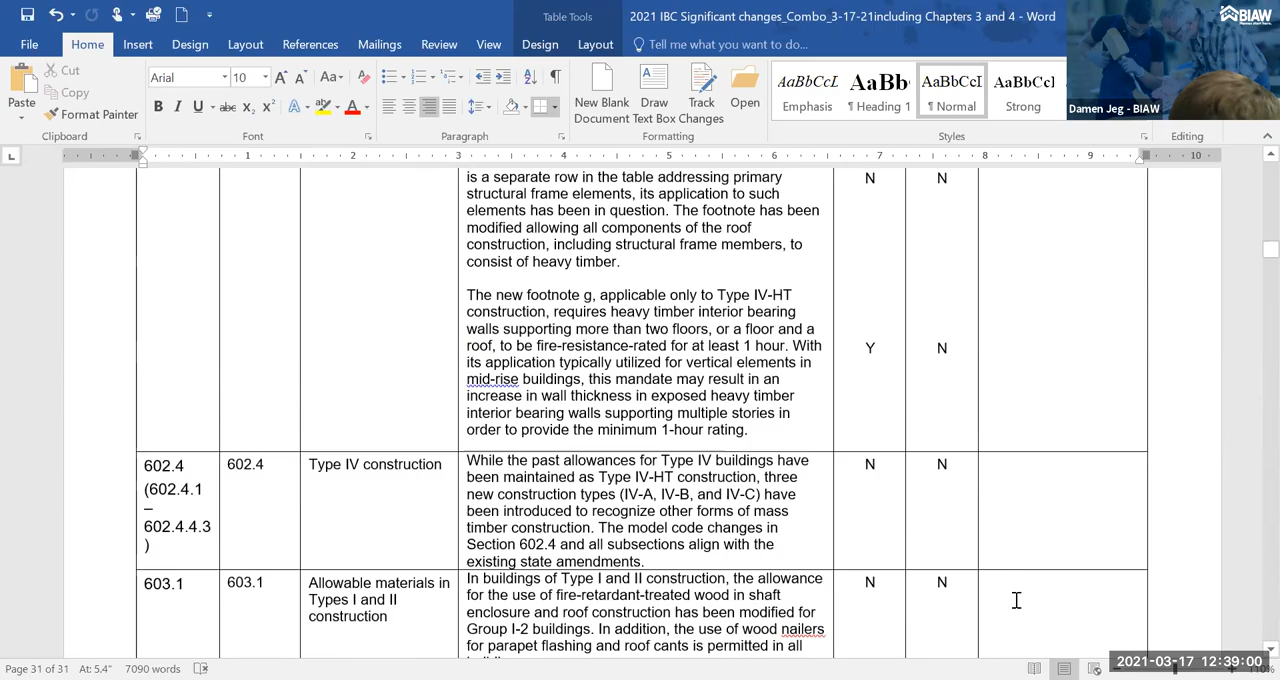 Table Tools
2021 IBC Significant changes_Combo_3-17-21including Chapters 3 and 4 - Word
BIAW
File Home Insert Design Layout References Mailings Review View Design Layout Tell me what you want to do...
Damen Jeg - BIAW
Paste
Cut
Copy
Format Painter
Clipboard
Arial 10
Font
Paragraph
New Blank Document
Draw Text Box
Track Changes
Open
Formatting
AaBbCcL Emphasis
AaBb ¶ Heading 1
AaBbCcI ¶ Normal
AaBbCc Strong
Styles
Editing
1 2 3 4 5 6 7 8 9 10
is a separate row in the table addressing primary N N
structural frame elements, its application to such
elements has been in question. The footnote has been
modified allowing all components of the roof
construction, including structural frame members, to
consist of heavy timber.
The new footnote g, applicable only to Type IV-HT
construction, requires heavy timber interior bearing
walls supporting more than two floors, or a floor and a
roof, to be fire-resistance-rated for at least 1 hour. With Y N
its application typically utilized for vertical elements in
mid-rise buildings, this mandate may result in an
increase in wall thickness in exposed heavy timber
interior bearing walls supporting multiple stories in
order to provide the minimum 1-hour rating.
602.4
(602.4.1
–
602.4.4.3
)
602.4
Type IV construction
While the past allowances for Type IV buildings have N N
been maintained as Type IV-HT construction, three
new construction types (IV-A, IV-B, and IV-C) have
been introduced to recognize other forms of mass
timber construction. The model code changes in
Section 602.4 and all subsections align with the
existing state amendments.
603.1
603.1
Allowable materials in
Types I and II
construction
In buildings of Type I and II construction, the allowance N N
for the use of fire-retardant-treated wood in shaft
enclosure and roof construction has been modified for
Group I-2 buildings. In addition, the use of wood nailers
for parapet flashing and roof cants is permitted in all
Page 31 of 31 At: 5.4" 7090 words
2021-03-17 12:39:00